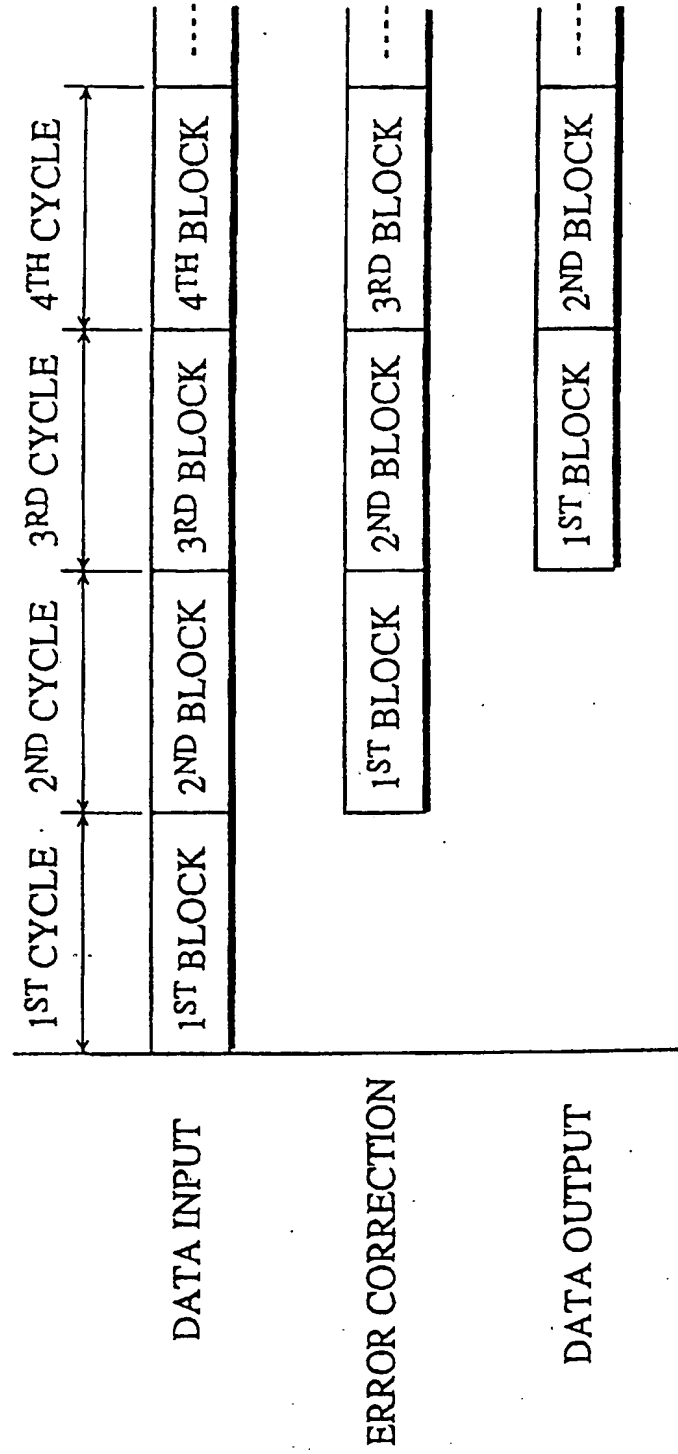 1ST CYCLE 2ND CYCLE 3RD CYCLE 4TH CYCLE
DATA INPUT 1ST BLOCK 2ND BLOCK 3RD BLOCK 4TH BLOCK
ERROR CORRECTION 1ST BLOCK 2ND BLOCK 3RD BLOCK
DATA OUTPUT 1ST BLOCK 2ND BLOCK